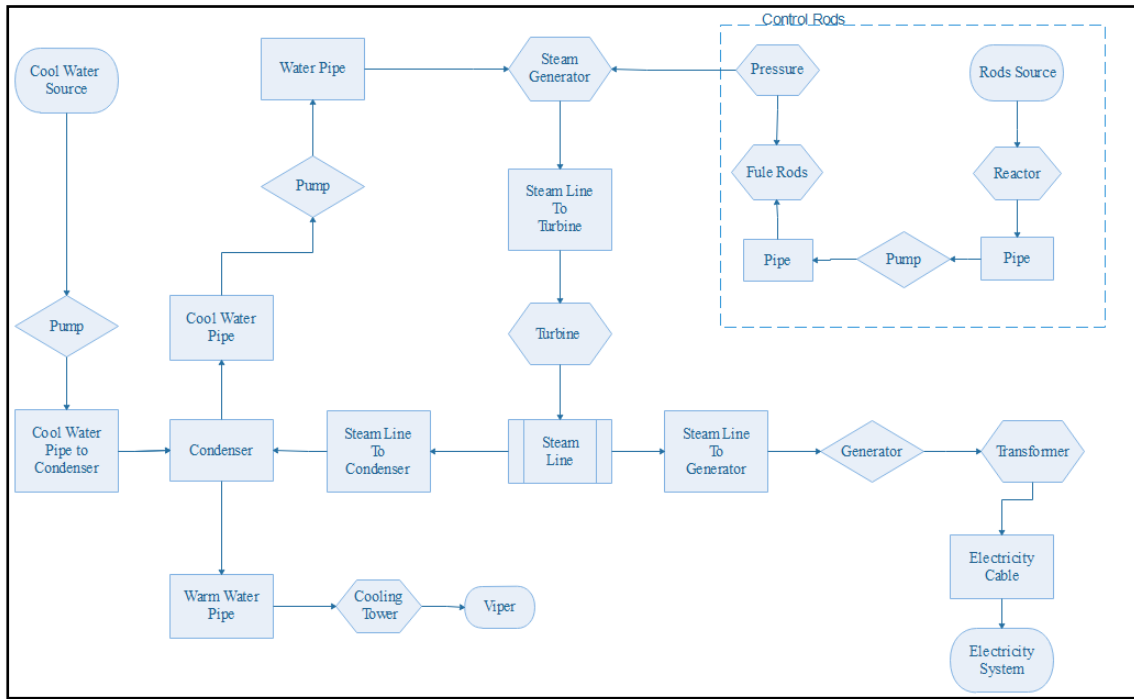 Control Rods
Cool Water
Source
Water Pipe
Steam
Generator
Pressure
Rods Source
Pump
Steam Line
To
Turbine
Fule Rods
Reactor
Pipe
Pump
Pipe
Pump
Cool Water
Pipe
Turbine
Cool Water
Pipe to
Condenser
Condenser
Steam Line
To
Condenser
Steam
Line
Steam Line
To
Generator
Generator
Transformer
Electricity
Cable
Warm Water
Pipe
Cooling
Tower
Viper
Electricity
System